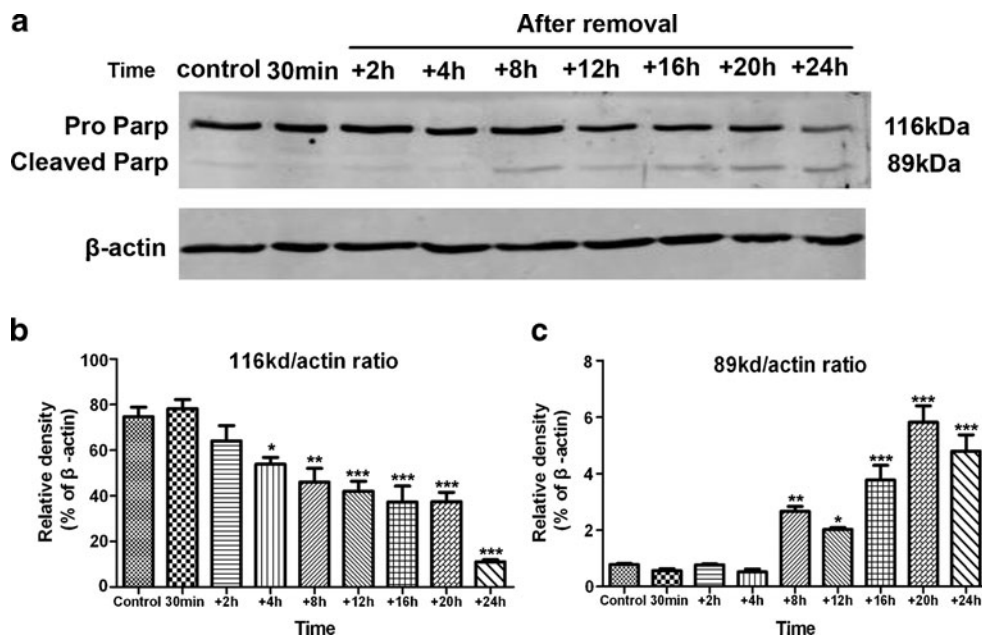 a
After removal
Time control 30min +2h +4h +8h +12h +16h +20h +24h
Pro Parp 116kDa
Cleaved Parp 89kDa
β-actin
b
116kd/actin ratio
Relative density
(% of β -actin)
100
80
60
40
20
0
* ** *** *** *** ***
Control 30min +2h +4h +8h +12h +16h +20h +24h
Time
c
89kd/actin ratio
Relative density
(% of β -actin)
8
6
4
2
0
** * *** *** ***
Control 30min +2h +4h +8h +12h +16h +20h +24h
Time